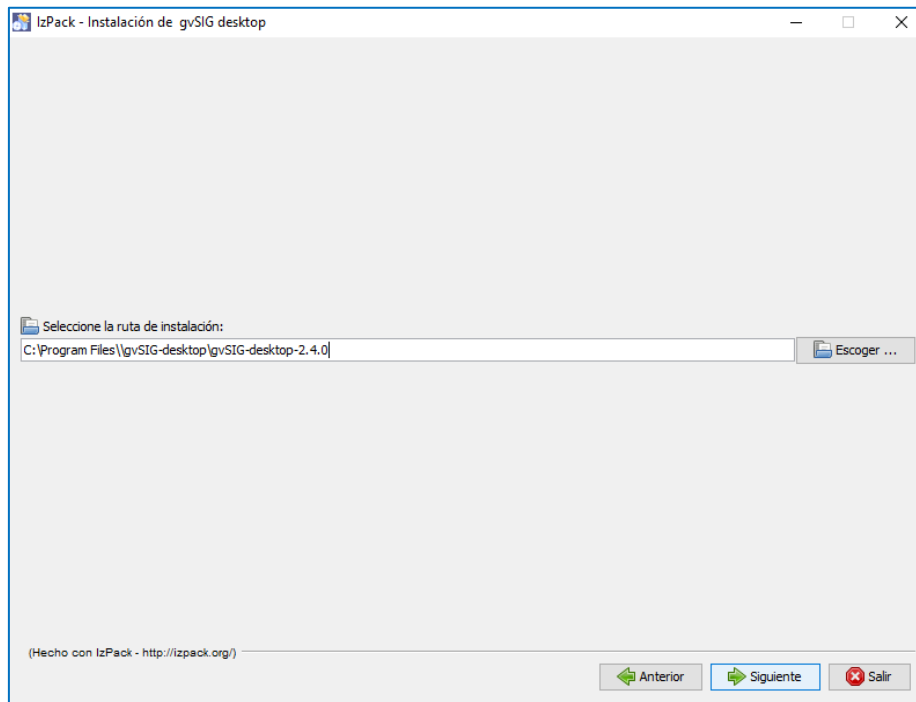 IzPack - Instalación de  gvSIG desktop
Seleccione la ruta de instalación:
C:\Program Files\\gvSIG-desktop\gvSIG-desktop-2.4.0
Escoger ...
(Hecho con IzPack - http://izpack.org/)
Anterior
Siguiente
Salir